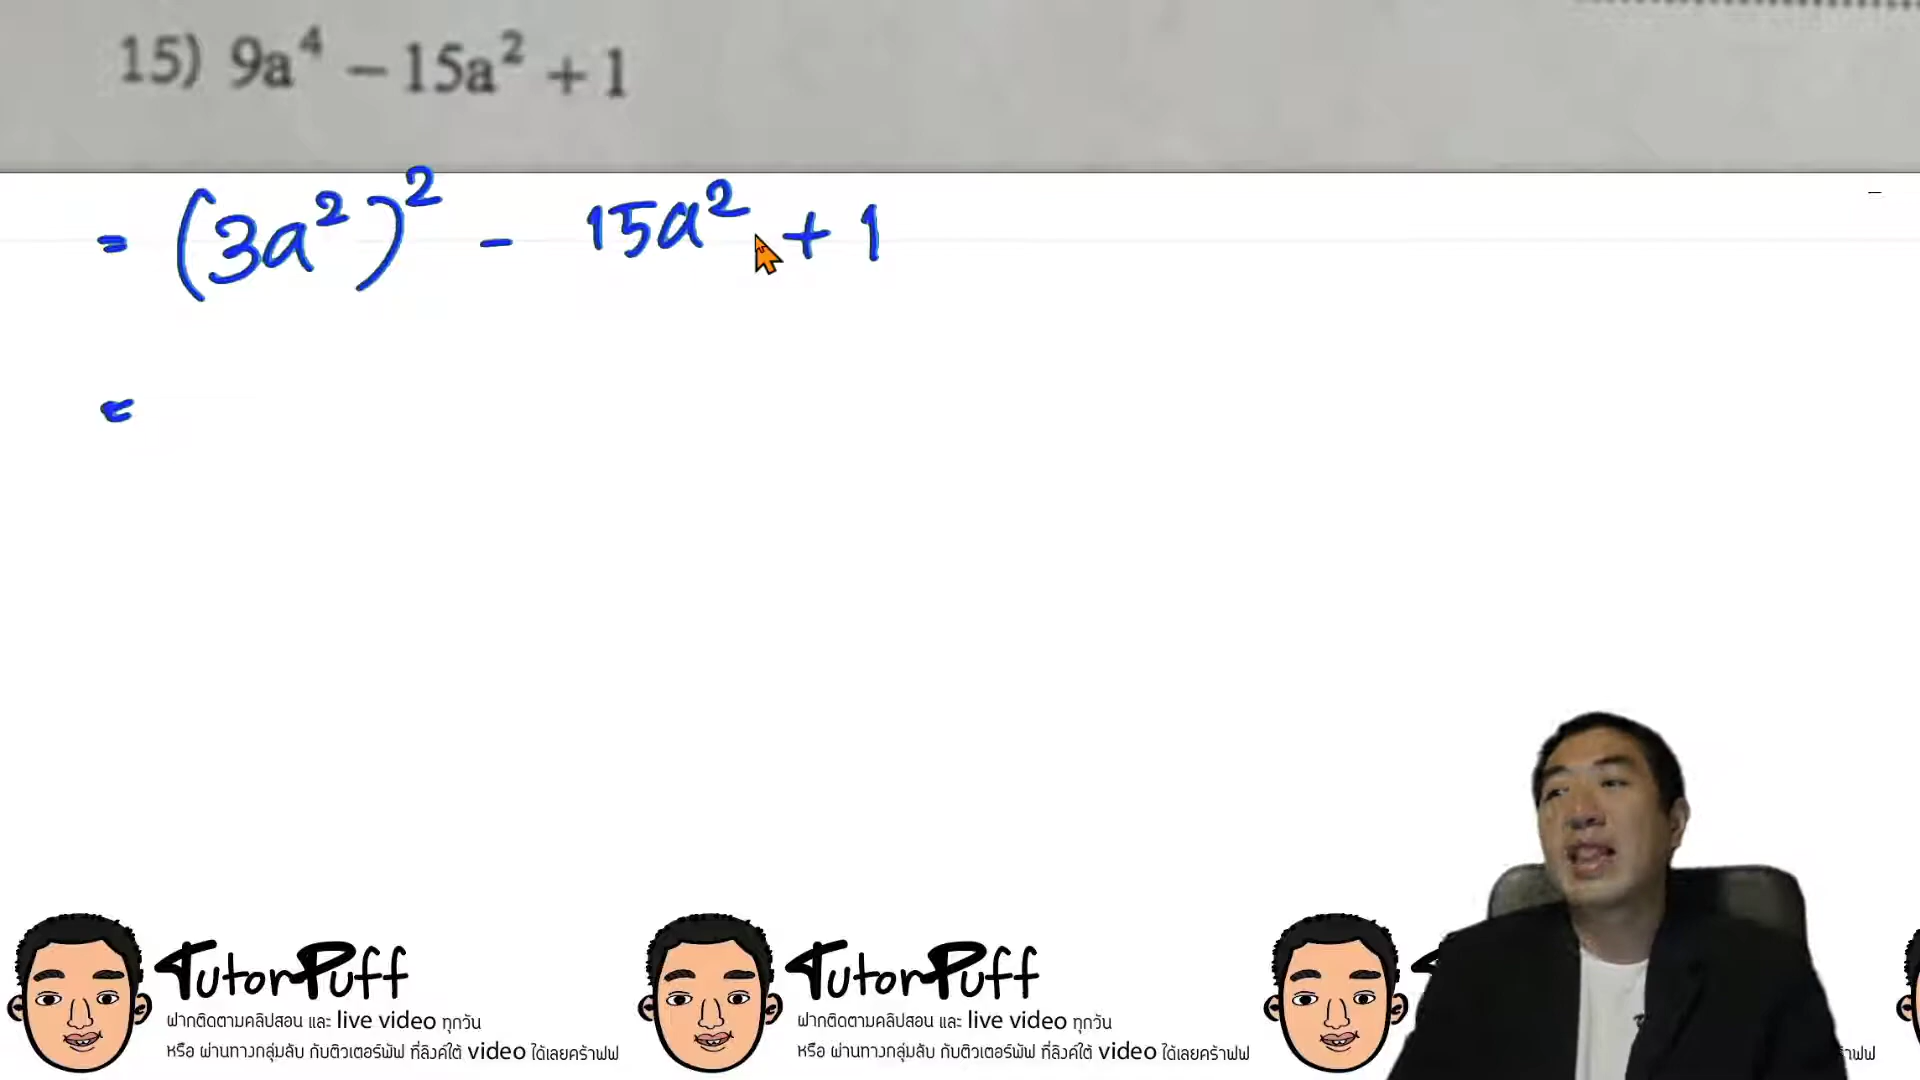 15) 9a⁴ − 15a² + 1
= (3a²)² - 15a² + 1
=
TutorPuff
ฝากติดตามคลิปสอน และ live video ทุกวัน
หรือ ผ่านทางกลุ่มลับ กับติวเตอร์พัฟ ที่ลิงค์ใต้ video ได้เลยคร้าฟฟ
TutorPuff
ฝากติดตามคลิปสอน และ live video ทุกวัน
หรือ ผ่านทางกลุ่มลับ กับติวเตอร์พัฟ ที่ลิงค์ใต้ video ได้เลยคร้าฟฟ